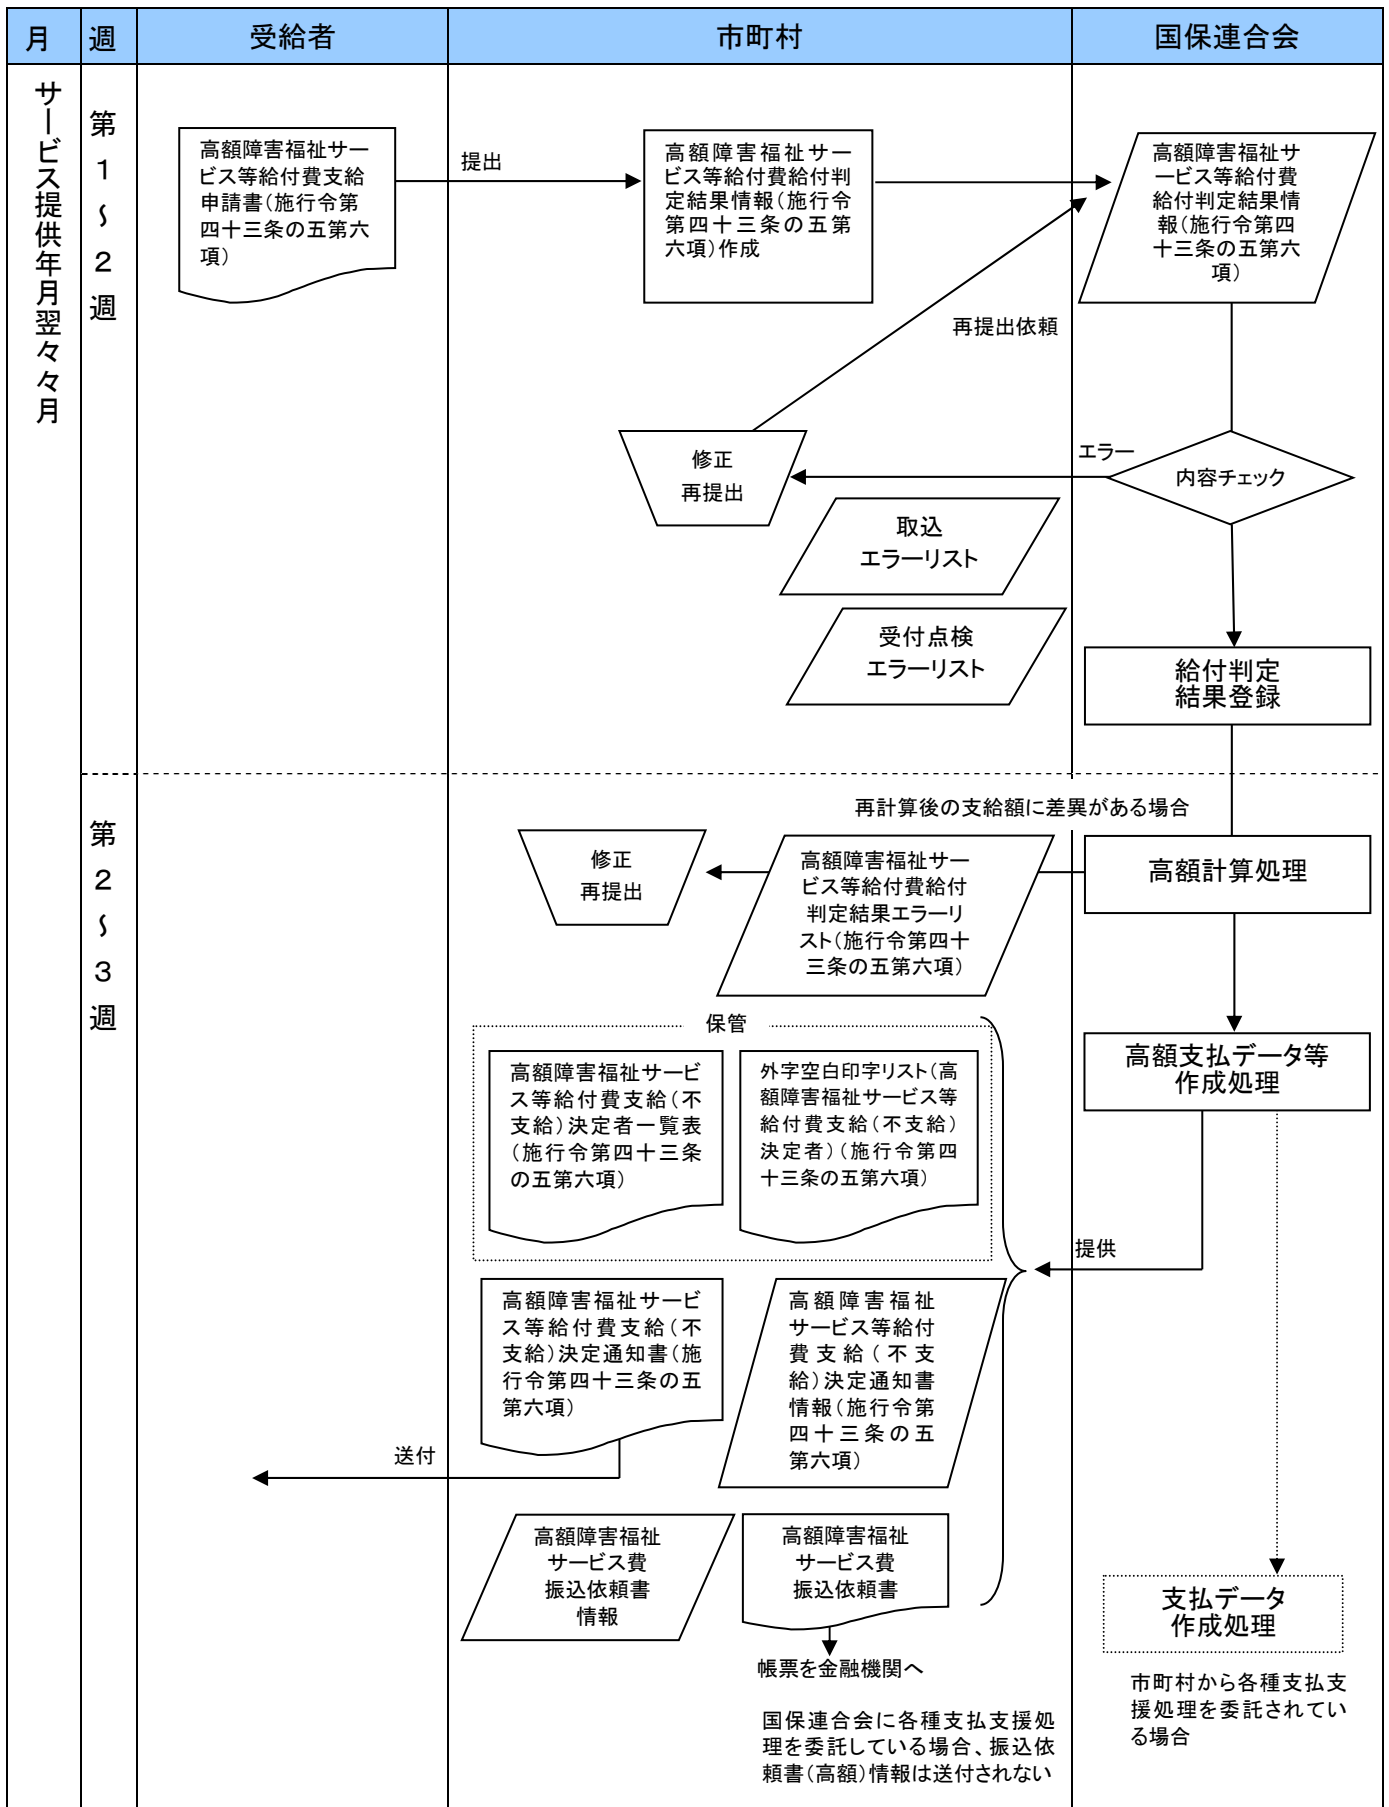 月
週
受給者
市町村
国保連合会
サービス提供年月翌々月
第1～2週
高額障害福祉サー
ビス等給付費支給
申請書(施行令第
四十三条の五第六
項)
提出
高額障害福祉サー
ビス等給付費給付判
定結果情報(施行令
第四十三条の五第
六項)作成
高額障害福祉サ
ービス等給付費
給付判定結果情
報(施行令第四
十三条の五第六
項)
再提出依頼
修正
再提出
エラー
内容チェック
取込
エラーリスト
受付点検
エラーリスト
給付判定
結果登録
第2～3週
再計算後の支給額に差異がある場合
修正
再提出
高額障害福祉サー
ビス等給付費給付
判定結果エラーリ
スト(施行令第四十
三条の五第六項)
高額計算処理
保管
高額障害福祉サービ
ス等給付費支給(不
支給)決定者一覧表
(施行令第四十三条
の五第六項)
外字空白印字リスト(高
額障害福祉サービス等
給付費支給(不支給)
決定者)(施行令第四
十三条の五第六項)
高額支払データ等
作成処理
提供
高額障害福祉サービ
ス等給付費支給(不
支給)決定通知書(施
行令第四十三条の五
第六項)
高額障害福祉
サービス等給付
費支給(不支
給)決定通知書
情報(施行令第
四十三条の五
第六項)
送付
高額障害福祉
サービス費
振込依頼書
情報
高額障害福祉
サービス費
振込依頼書
支払データ
作成処理
帳票を金融機関へ
市町村から各種支払支
援処理を委託されてい
る場合
国保連合会に各種支払支援処
理を委託している場合、振込依
頼書(高額)情報は送付されない